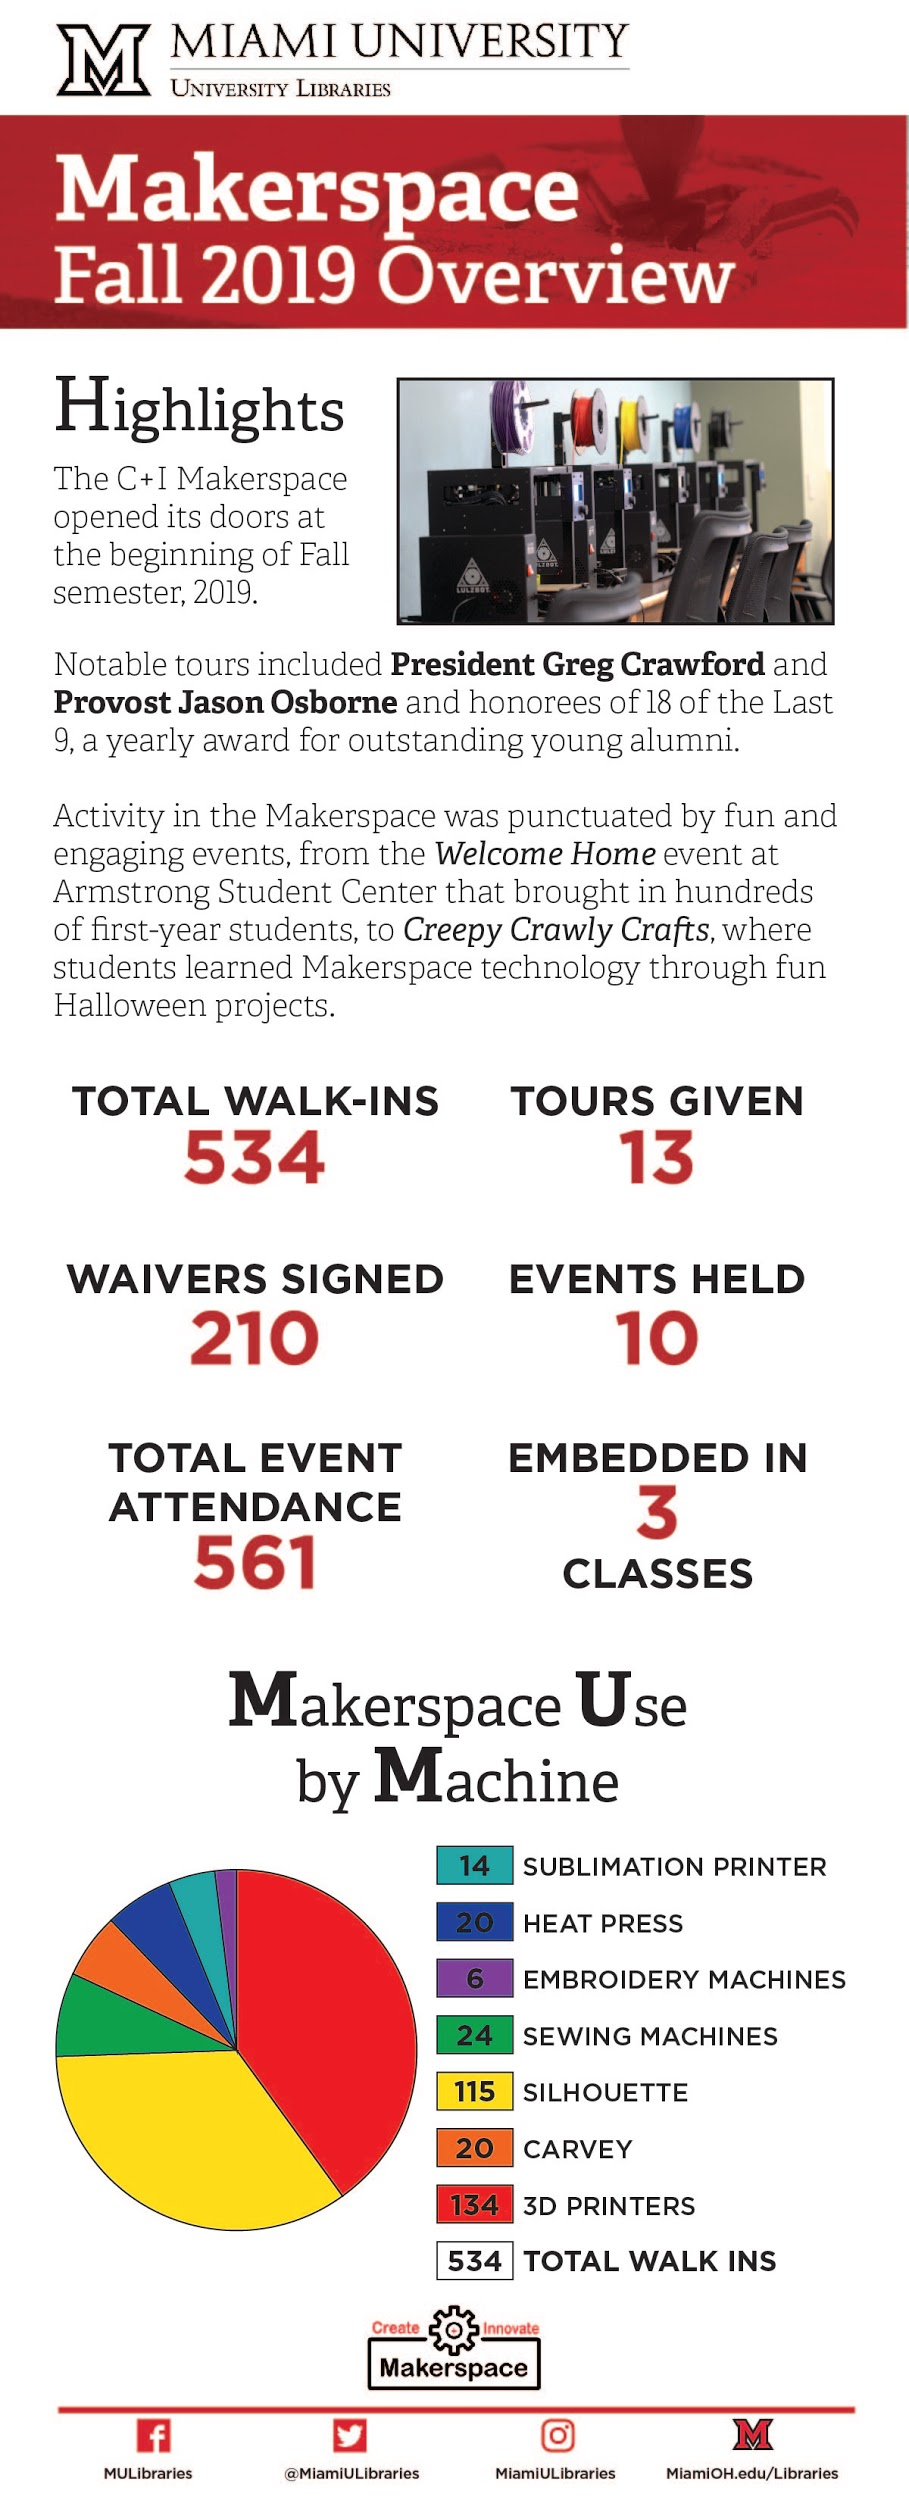 MIAMI UNIVERSITY
UNIVERSITY LIBRARIES
Makerspace
Fall 2019 Overview
Highlights
The C+I Makerspace
opened its doors at
the beginning of Fall
semester, 2019.
LULZBOT
LULZBOT
Notable tours included President Greg Crawford and
Provost Jason Osborne and honorees of 18 of the Last
9, a yearly award for outstanding young alumni.
Activity in the Makerspace was punctuated by fun and
engaging events, from the Welcome Home event at
Armstrong Student Center that brought in hundreds
of first-year students, to Creepy Crawly Crafts, where
students learned Makerspace technology through fun
Halloween projects.
TOTAL WALK-INS
534
TOURS GIVEN
13
WAIVERS SIGNED
210
EVENTS HELD
10
TOTAL EVENT
ATTENDANCE
561
EMBEDDED IN
3
CLASSES
Makerspace Use
by Machine
14 SUBLIMATION PRINTER
20 HEAT PRESS
6 EMBROIDERY MACHINES
24 SEWING MACHINES
115 SILHOUETTE
20 CARVEY
134 3D PRINTERS
534 TOTAL WALK INS
Create Innovate
Makerspace
MULibraries
@MiamiULibraries
MiamiULibraries
MiamiOH.edu/Libraries